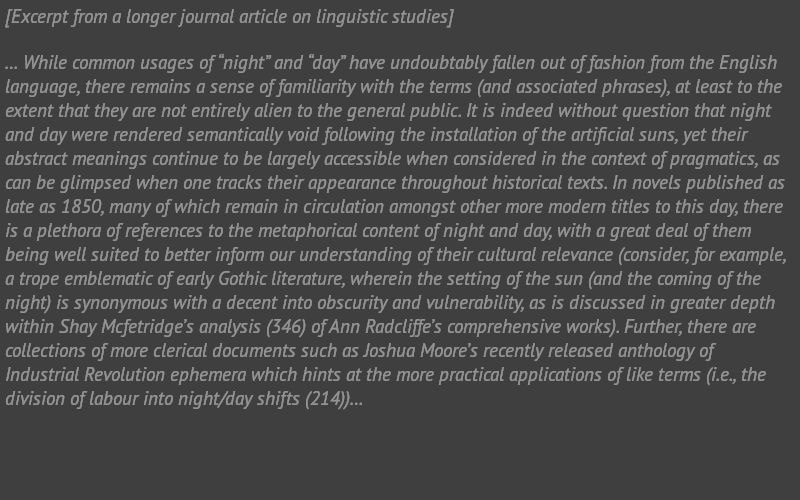 [Excerpt from a longer journal article on linguistic studies]
... While common usages of “night” and “day” have undoubtably fallen out of fashion from the English
language, there remains a sense of familiarity with the terms (and associated phrases), at least to the
extent that they are not entirely alien to the general public. It is indeed without question that night
and day were rendered semantically void following the installation of the artificial suns, yet their
abstract meanings continue to be largely accessible when considered in the context of pragmatics, as
can be glimpsed when one tracks their appearance throughout historical texts. In novels published as
late as 1850, many of which remain in circulation amongst other more modern titles to this day, there
is a plethora of references to the metaphorical content of night and day, with a great deal of them
being well suited to better inform our understanding of their cultural relevance (consider, for example,
a trope emblematic of early Gothic literature, wherein the setting of the sun (and the coming of the
night) is synonymous with a decent into obscurity and vulnerability, as is discussed in greater depth
within Shay Mcfetridge’s analysis (346) of Ann Radcliffe’s comprehensive works). Further, there are
collections of more clerical documents such as Joshua Moore’s recently released anthology of
Industrial Revolution ephemera which hints at the more practical applications of like terms (i.e., the
division of labour into night/day shifts (214))...